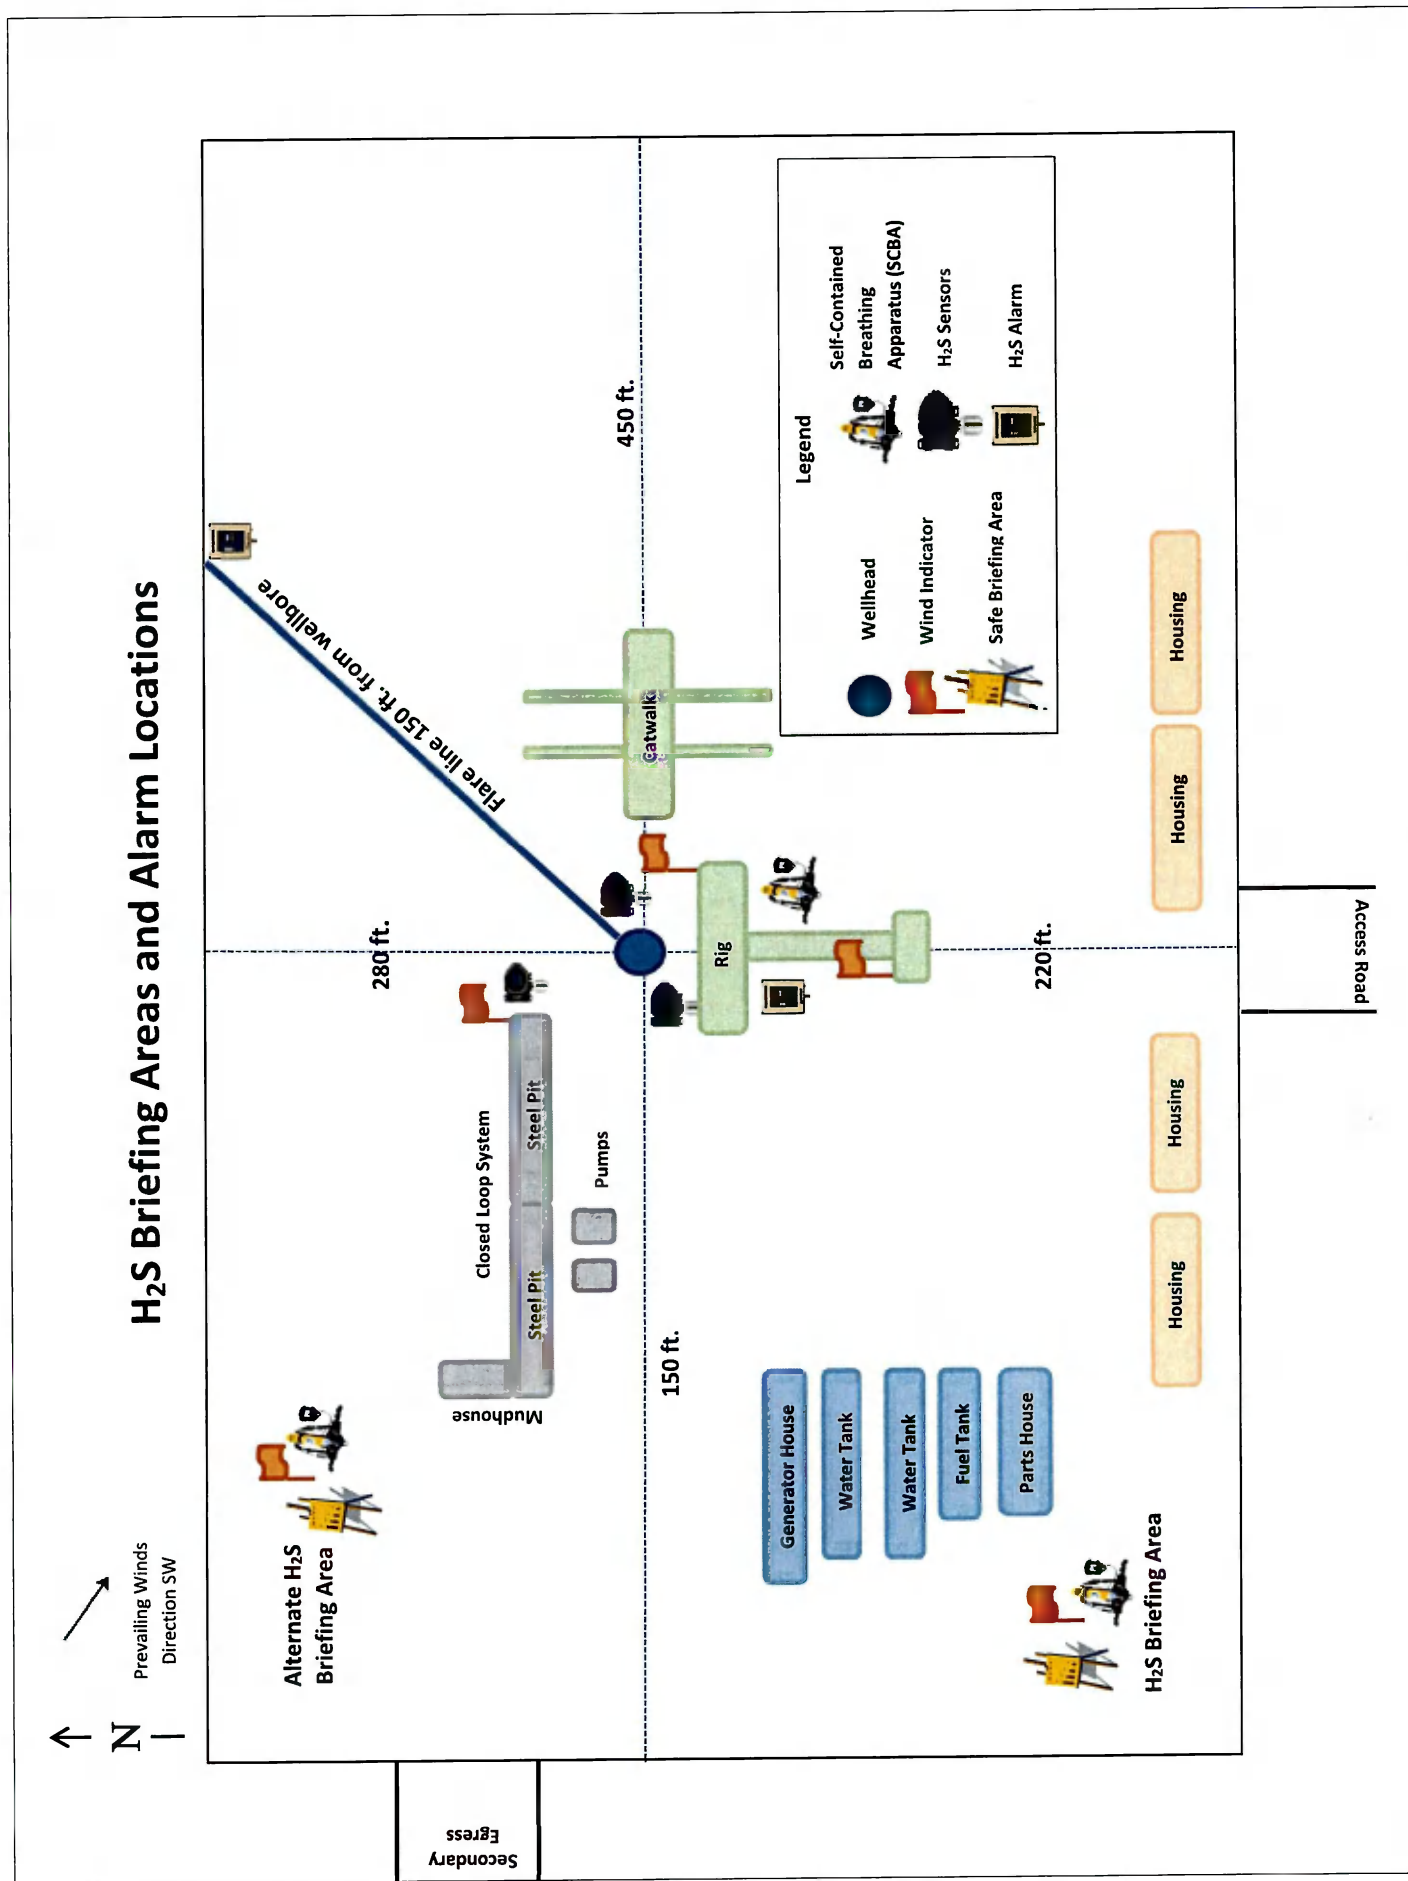 H₂S Briefing Areas and Alarm Locations
N
Prevailing Winds
Direction SW
Alternate H₂S
Briefing Area
Secondary
Egress
Mudhouse
Closed Loop System
Steel Pit
Steel Pit
Pumps
280 ft.
Flare line 150 ft. from wellbore
150 ft.
450 ft.
Catwalk
Rig
220 ft.
Generator House
Water Tank
Water Tank
Fuel Tank
Parts House
H₂S Briefing Area
Housing
Housing
Housing
Housing
Access Road
Legend
Wellhead
Wind Indicator
Safe Briefing Area
Self-Contained
Breathing
Apparatus (SCBA)
H₂S Sensors
H₂S Alarm